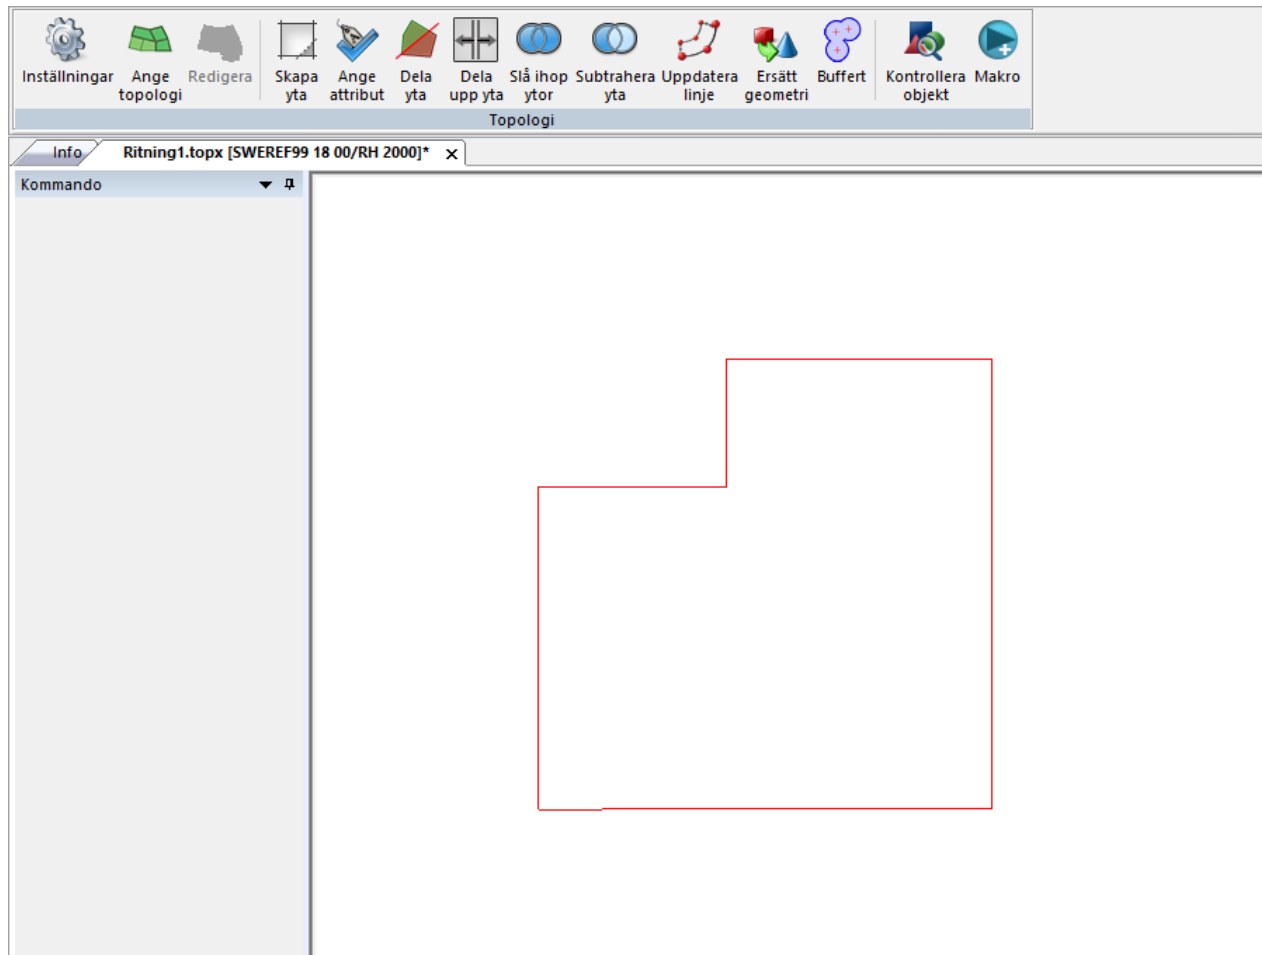 Inställningar Ange topologi Redigera Skapa yta Ange attribut Dela yta Dela upp yta Slå ihop ytor Subtrahera yta Uppdatera linje Ersätt geometri Buffert Kontrollera objekt Makro
Topologi
Info Ritning1.topx [SWEREF99 18 00/RH 2000]* x
Kommando